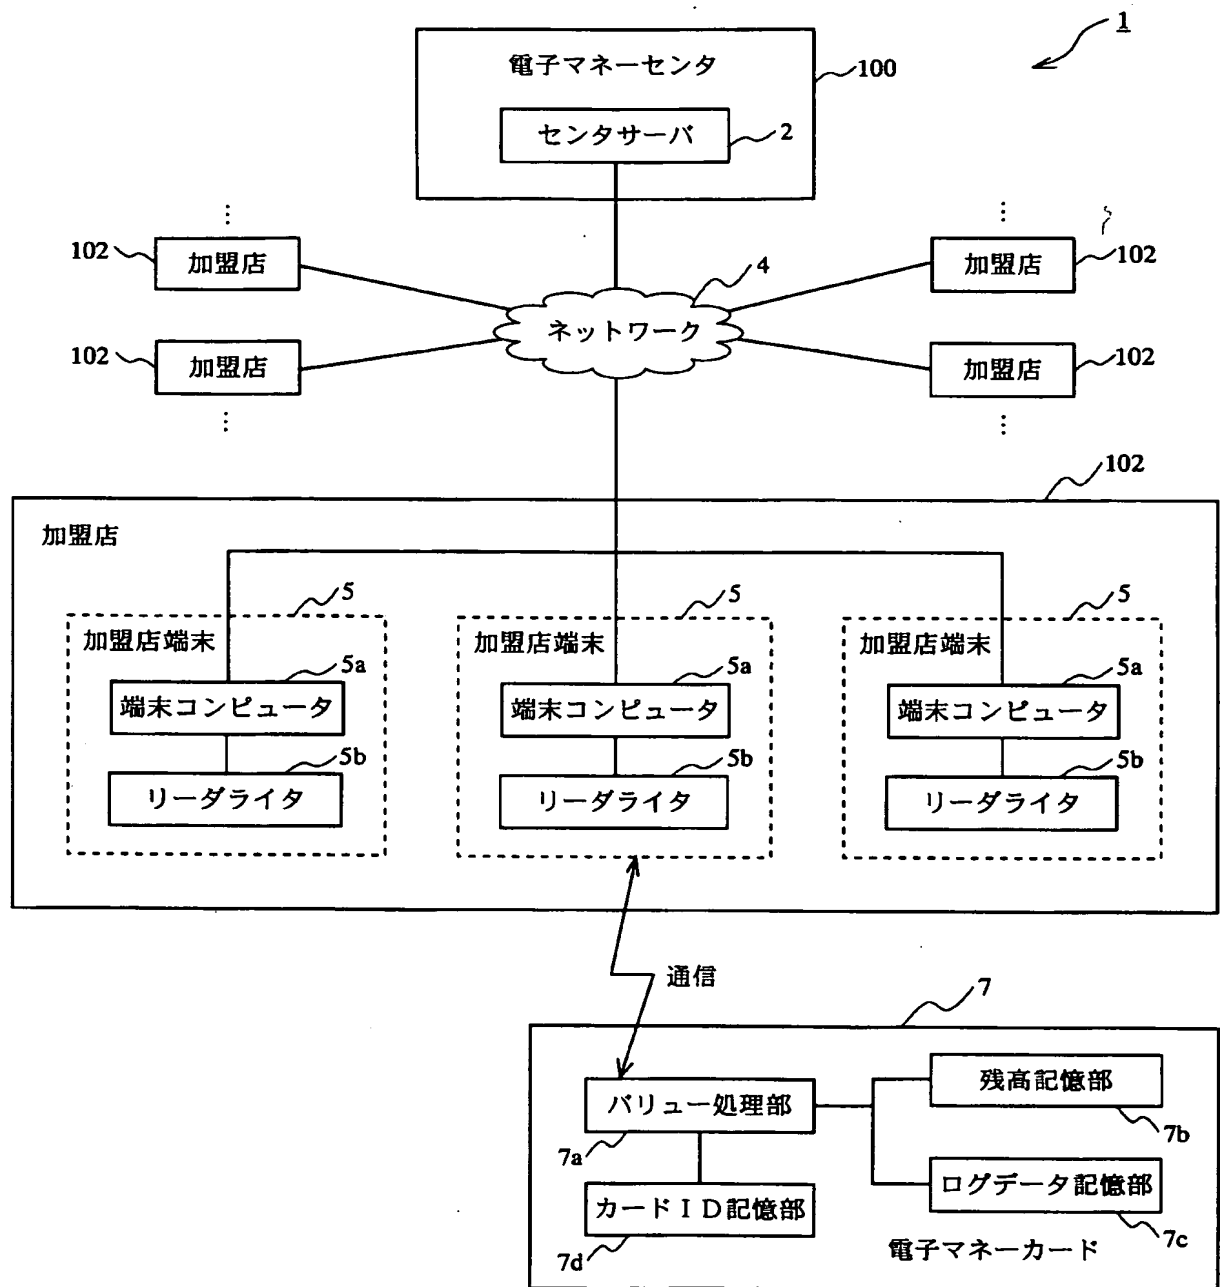 1
電子マネーセンタ
100
センタサーバ
2
102
加盟店
加盟店
102
4
ネットワーク
102
加盟店
加盟店
102
102
加盟店
5
5
5
加盟店端末
加盟店端末
加盟店端末
5a
5a
5a
端末コンピュータ
端末コンピュータ
端末コンピュータ
5b
5b
5b
リーダライタ
リーダライタ
リーダライタ
通信
7
バリュー処理部
残高記憶部
7a
7b
カードID記憶部
ログデータ記憶部
7d
7c
電子マネーカード